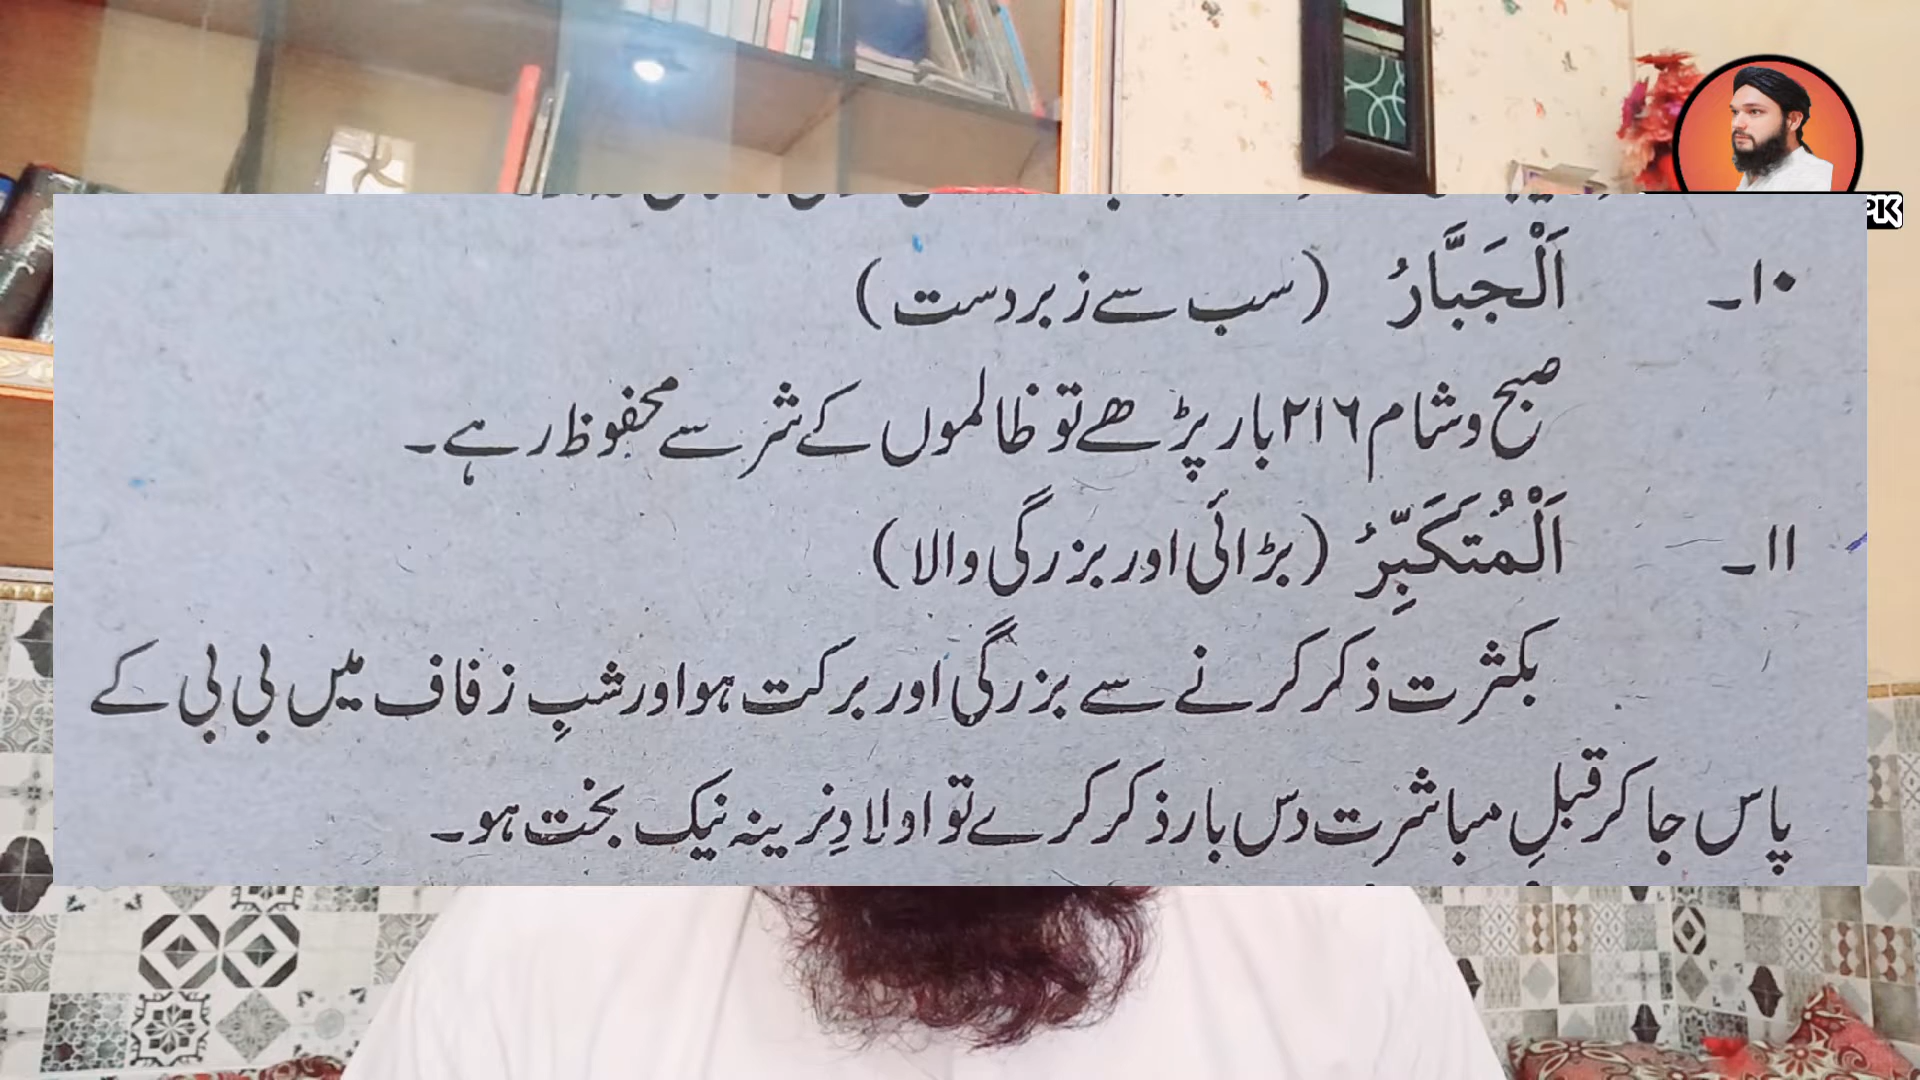 ۱۰۔ اَلْجَبَّارُ (سب سے زبردست)
صبح و شام ۲۱۶ بار پڑھے تو ظالموں کے شر سے محفوظ رہے۔
۱۱۔ اَلْمُتَکَبِّرُ (بڑائی اور بزرگی والا)
بکثرت ذکر کرنے سے بزرگی اور برکت ہو اور شبِ زفاف میں بی بی کے
پاس جا کر قبلِ مباشرت دس بار ذکر کرے تو اولادِ نرینہ نیک بخت ہو۔